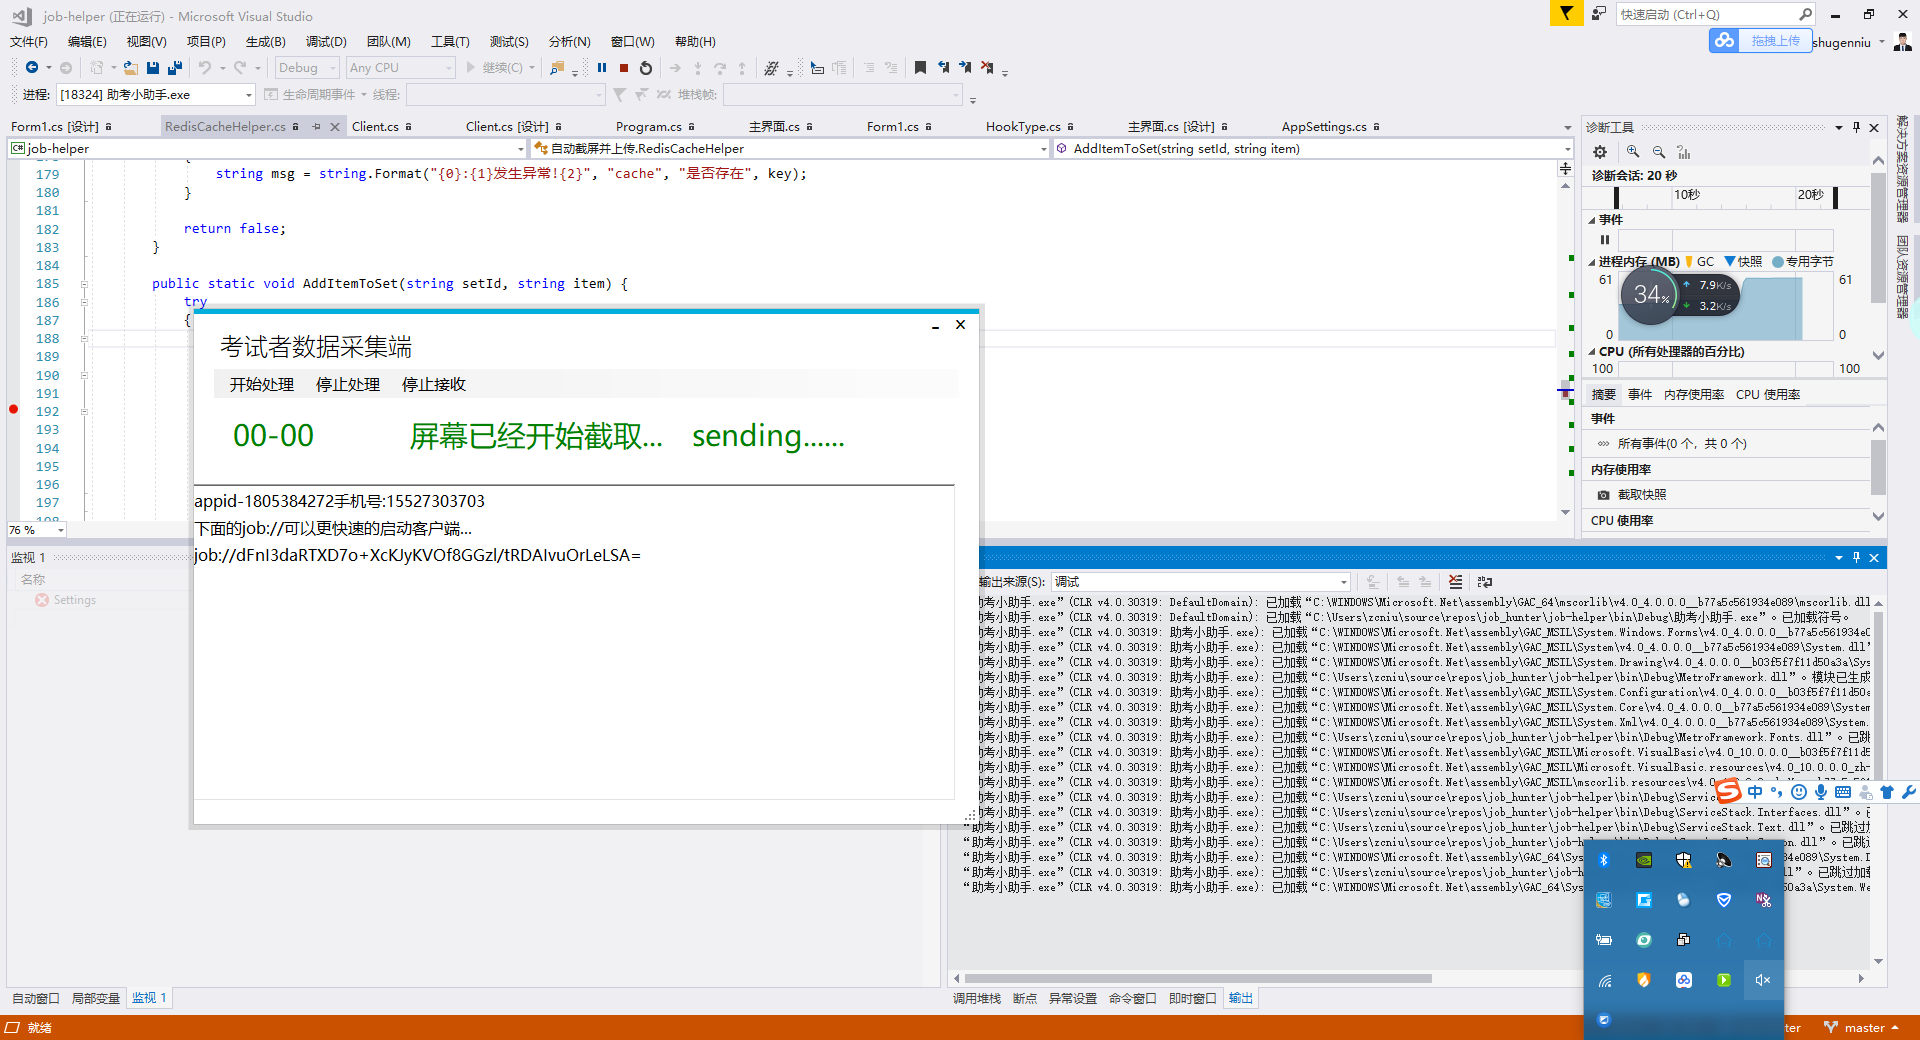 job-helper (正在运行) - Microsoft Visual Studio
快速启动 (Ctrl+Q)
文件(F) 编辑(E) 视图(V) 项目(P) 生成(B) 调试(D) 团队(M) 工具(T) 测试(S) 分析(N) 窗口(W) 帮助(H)
拖拽上传
shugenniu
Debug Any CPU 继续(C)
进程: [18324] 助考小助手.exe 生命周期事件 线程: 堆栈帧:
Form1.cs [设计] RedisCacheHelper.cs Client.cs Client.cs [设计] Program.cs 主界面.cs Form1.cs HookType.cs 主界面.cs [设计] AppSettings.cs
job-helper 自动截屏并上传.RedisCacheHelper AddItemToSet(string setId, string item)
{
179 string msg = string.Format("{0}:{1}发生异常!{2}", "cache", "是否存在", key);
180 }
181
182 return false;
183 }
184
185 public static void AddItemToSet(string setId, string item) {
186 try
187 {
188
189
190
191
192
193
194
195
196
197
76 %
考试者数据采集端
开始处理 停止处理 停止接收
00-00 屏幕已经开始截取... sending......
appid-1805384272手机号:15527303703
下面的job://可以更快速的启动客户端...
job://dFnI3daRTXD7o+XcKJyKVOf8GGzl/tRDAIvuOrLeLSA=
诊断工具
诊断会话: 20 秒
10秒 20秒
事件
进程内存 (MB) GC 快照 专用字节
61 61
34% 7.9K/s
3.2K/s
0 0
CPU (所有处理器的百分比)
100 100
摘要 事件 内存使用率 CPU 使用率
事件
所有事件(0 个，共 0 个)
内存使用率
截取快照
CPU 使用率
解决方案资源管理器
团队资源管理器
监视 1
名称
Settings
输出来源(S): 调试
助考小助手.exe”(CLR v4.0.30319: DefaultDomain): 已加载“C:\WINDOWS\Microsoft.Net\assembly\GAC_64\mscorlib\v4.0_4.0.0.0__b77a5c561934e089\mscorlib.dll
助考小助手.exe”(CLR v4.0.30319: DefaultDomain): 已加载“C:\Users\zcniu\source\repos\job_hunter\job-helper\bin\Debug\助考小助手.exe”。已加载符号。
助考小助手.exe”(CLR v4.0.30319: 助考小助手.exe): 已加载“C:\WINDOWS\Microsoft.Net\assembly\GAC_MSIL\System.Windows.Forms\v4.0_4.0.0.0__b77a5c561934e0
助考小助手.exe”(CLR v4.0.30319: 助考小助手.exe): 已加载“C:\WINDOWS\Microsoft.Net\assembly\GAC_MSIL\System\v4.0_4.0.0.0__b77a5c561934e089\System.dll”
助考小助手.exe”(CLR v4.0.30319: 助考小助手.exe): 已加载“C:\WINDOWS\Microsoft.Net\assembly\GAC_MSIL\System.Drawing\v4.0_4.0.0.0__b03f5f7f11d50a3a\Sys
助考小助手.exe”(CLR v4.0.30319: 助考小助手.exe): 已加载“C:\Users\zcniu\source\repos\job_hunter\job-helper\bin\Debug\MetroFramework.dll”。模块已生成
助考小助手.exe”(CLR v4.0.30319: 助考小助手.exe): 已加载“C:\WINDOWS\Microsoft.Net\assembly\GAC_MSIL\System.Configuration\v4.0_4.0.0.0__b03f5f7f11d50a
助考小助手.exe”(CLR v4.0.30319: 助考小助手.exe): 已加载“C:\WINDOWS\Microsoft.Net\assembly\GAC_MSIL\System.Core\v4.0_4.0.0.0__b77a5c561934e089\System
助考小助手.exe”(CLR v4.0.30319: 助考小助手.exe): 已加载“C:\WINDOWS\Microsoft.Net\assembly\GAC_MSIL\System.Xml\v4.0_4.0.0.0__b77a5c561934e089\System.
助考小助手.exe”(CLR v4.0.30319: 助考小助手.exe): 已加载“C:\Users\zcniu\source\repos\job_hunter\job-helper\bin\Debug\MetroFramework.Fonts.dll”。已跳
助考小助手.exe”(CLR v4.0.30319: 助考小助手.exe): 已加载“C:\WINDOWS\Microsoft.Net\assembly\GAC_MSIL\Microsoft.VisualBasic\v4.0_10.0.0.0__b03f5f7f11d5
助考小助手.exe”(CLR v4.0.30319: 助考小助手.exe): 已加载“C:\WINDOWS\Microsoft.Net\assembly\GAC_MSIL\Microsoft.VisualBasic.resources\v4.0_10.0.0.0_zh-
助考小助手.exe”(CLR v4.0.30319: 助考小助手.exe): 已加载“C:\WINDOWS\Microsoft.Net\assembly\GAC_MSIL\mscorlib.resources\v4.0
助考小助手.exe”(CLR v4.0.30319: 助考小助手.exe): 已加载“C:\Users\zcniu\source\repos\job_hunter\job-helper\bin\Debug\Service
助考小助手.exe”(CLR v4.0.30319: 助考小助手.exe): 已加载“C:\Users\zcniu\source\repos\job_hunter\job-helper\bin\Debug\ServiceStack.Interfaces.dll”。
“助考小助手.exe”(CLR v4.0.30319: 助考小助手.exe): 已加载“C:\Users\zcniu\source\repos\job_hunter\job-helper\bin\Debug\ServiceStack.Text.dll”。已跳过
“助考小助手.exe”(CLR v4.0.30319: 助考小助手.exe): 已加载“C:\Users\zcniu\source\repos\job_hunter\job-helper\bin\Debug\
“助考小助手.exe”(CLR v4.0.30319: 助考小助手.exe): 已加载“C:\WINDOWS\Microsoft.Net\assembly\GAC_64\Sys
“助考小助手.exe”(CLR v4.0.30319: 助考小助手.exe): 已加载“C:\Users\zcniu\source\repos\job_hunter\job-he
“助考小助手.exe”(CLR v4.0.30319: 助考小助手.exe): 已加载“C:\WINDOWS\Microsoft.Net\assembly\GAC_64\Sys
中
自动窗口 局部变量 监视 1
调用堆栈 断点 异常设置 命令窗口 即时窗口 输出
就绪
ter master